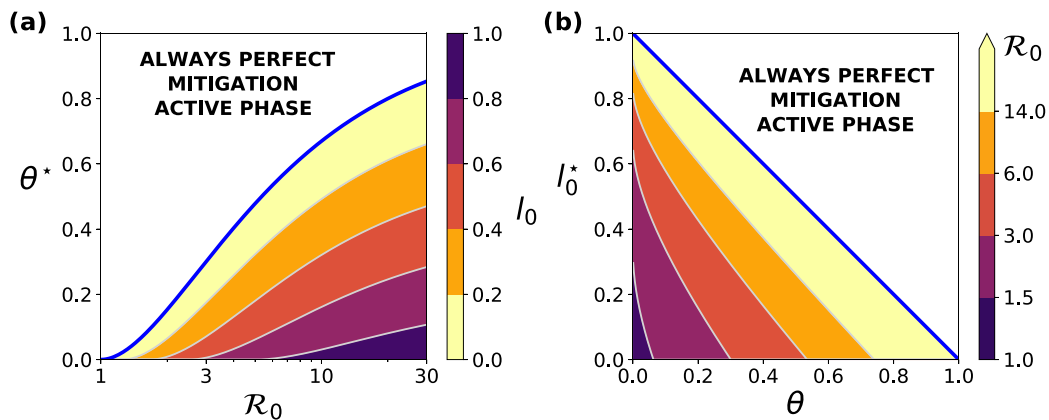 (a)
ALWAYS PERFECT
MITIGATION
ACTIVE PHASE
1.0
0.8
0.6
0.4
0.2
0.0
θ*
1
3
10
30
R₀
1.0
0.8
0.6
0.4
0.2
0.0
I₀
(b)
ALWAYS PERFECT
MITIGATION
ACTIVE PHASE
1.0
0.8
0.6
0.4
0.2
0.0
I₀*
0.0
0.2
0.4
0.6
0.8
1.0
θ
R₀
14.0
6.0
3.0
1.5
1.0